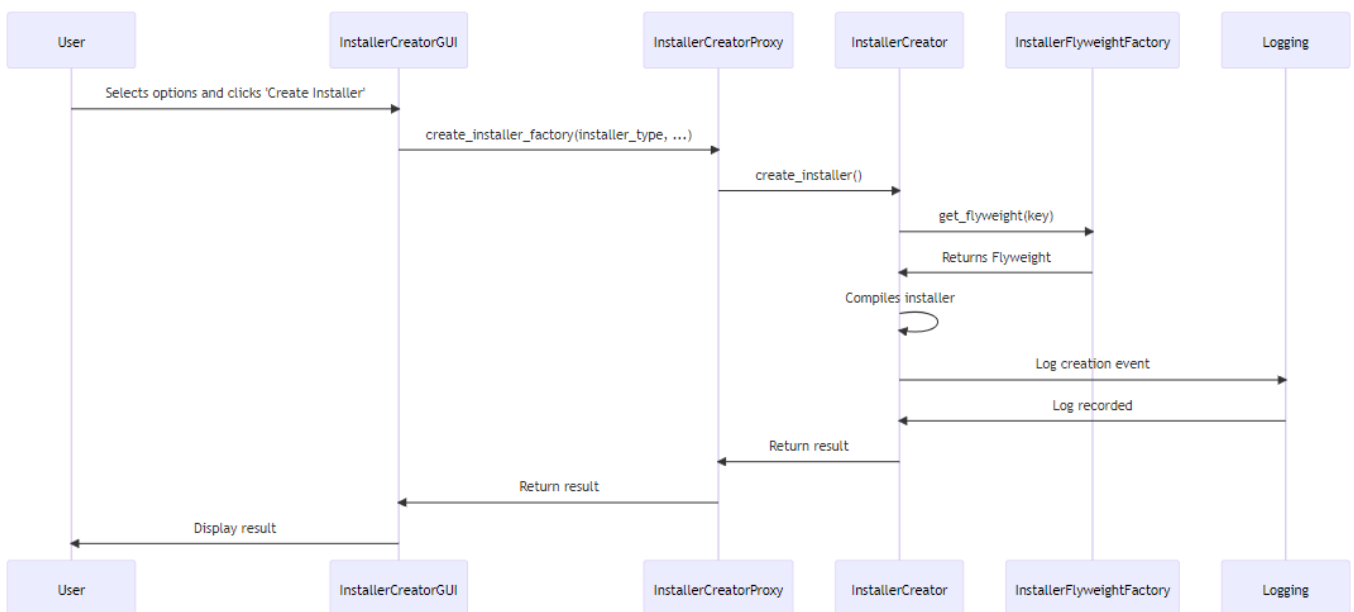 User InstallerCreatorGUI InstallerCreatorProxy InstallerCreator InstallerFlyweightFactory Logging
Selects options and clicks 'Create Installer'
create_installer_factory(installer_type, ...)
create_installer()
get_flyweight(key)
Returns Flyweight
Compiles installer
Log creation event
Log recorded
Return result
Return result
Display result
User InstallerCreatorGUI InstallerCreatorProxy InstallerCreator InstallerFlyweightFactory Logging